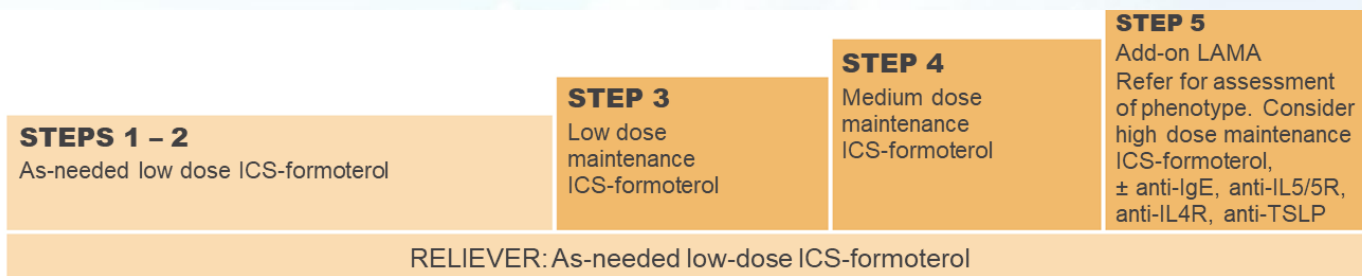 STEPS 1 – 2
As-needed low dose ICS-formoterol
STEP 3
Low dose
maintenance
ICS-formoterol
STEP 4
Medium dose
maintenance
ICS-formoterol
STEP 5
Add-on LAMA
Refer for assessment
of phenotype. Consider
high dose maintenance
ICS-formoterol,
± anti-IgE, anti-IL5/5R,
anti-IL4R, anti-TSLP
RELIEVER: As-needed low-dose ICS-formoterol